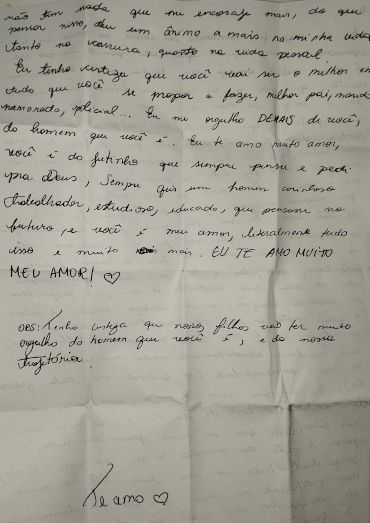 não tem nada que me encoraje mais, do que
pensar nisso, deu um ânimo a mais na minha vida
tanto na carreira, quanto na vida pessoal
Eu tinho certeza que você vai ser o melhor em
tudo que você se propor a fazer, melhor pai, marido
namorado, policial... Eu me orgulho DEMAIS de você,
do homem que você é. Eu te amo muito amor,
você é do jeitinho que sempre pensei e pedi
pra Deus, Sempre quis um homem carinhoso
trabalhador, estudioso, educado, que pensasse no
futuro, e você é meu amor, literalmente tudo
isso e muito mais. EU TE AMO MUITO
MEU AMOR! ♡
OBS: Tenho certeza que nossos filhos vão ter muito
orgulho do homem que você é, e da nossa
trajetória.
Te amo ♡